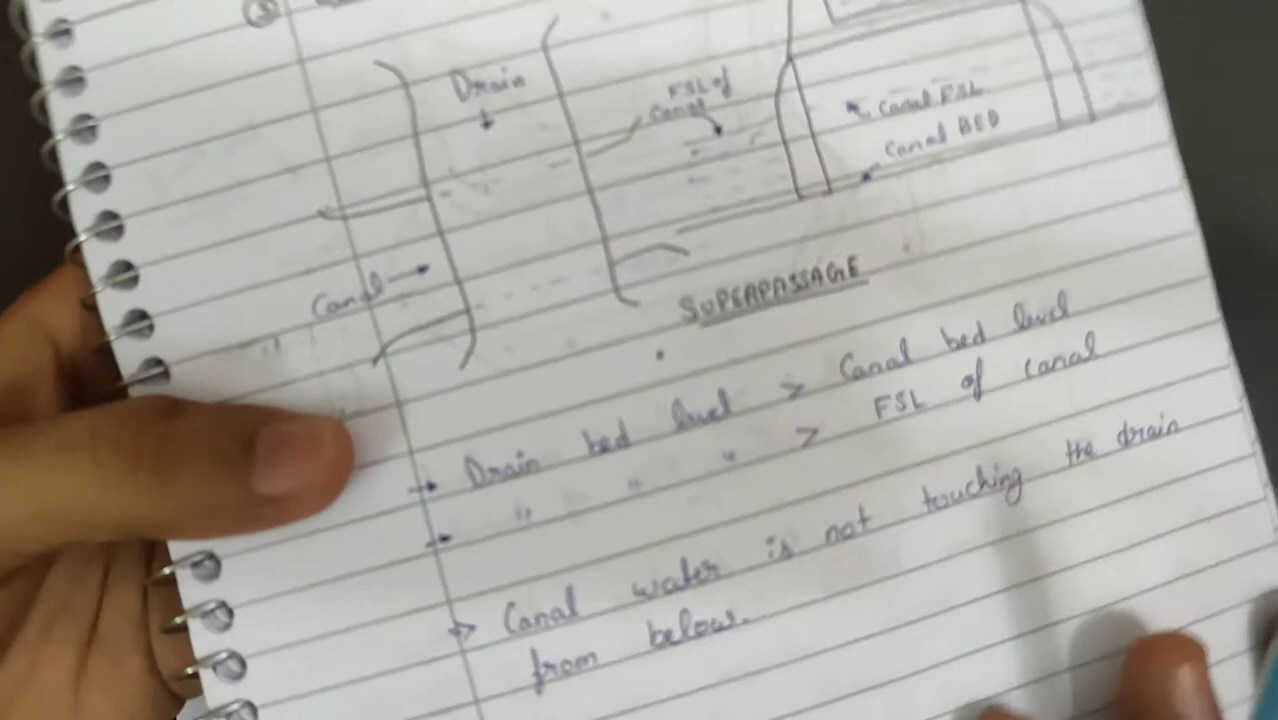 Drain
FSL of
Canal
Canal FSL
Canal BED
Canal
SUPERPASSAGE
Drain bed level > Canal bed level
" " " > FSL of canal
Canal water is not touching the drain
from below.